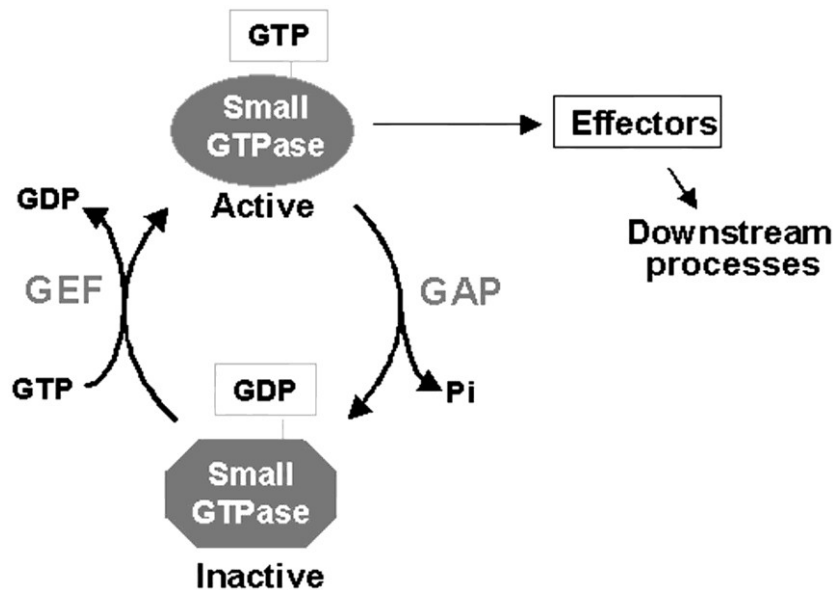 GTP
Small
GTPase
Active
Effectors
Downstream
processes
GDP
GEF
GTP
GAP
Pi
GDP
Small
GTPase
Inactive